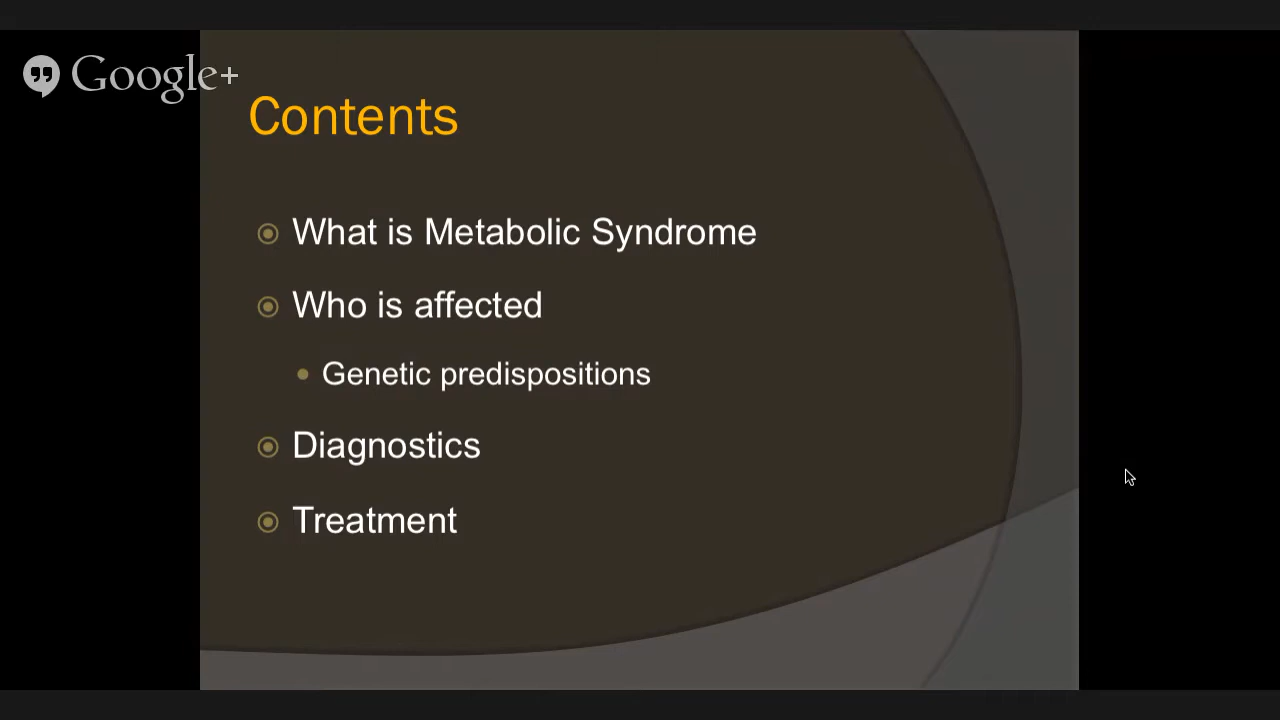 Google+
Contents
What is Metabolic Syndrome
Who is affected
Genetic predispositions
Diagnostics
Treatment